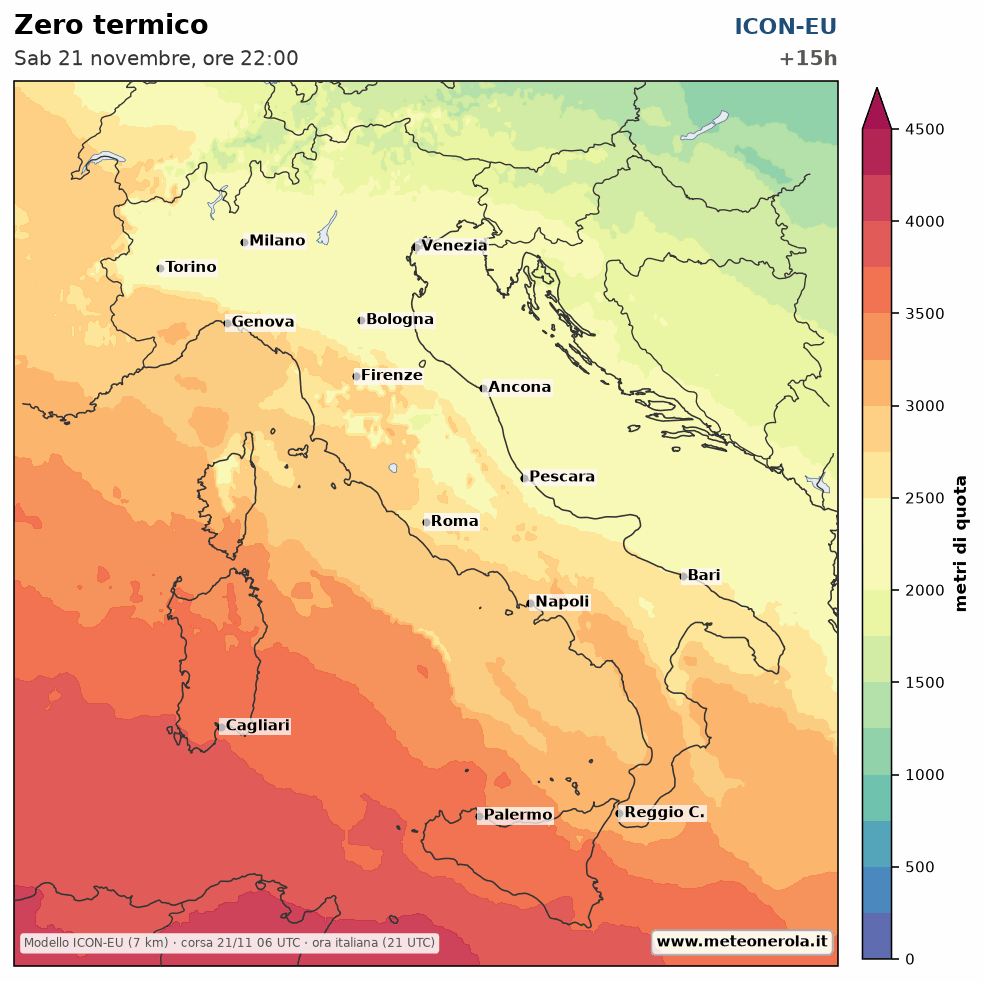 Zero termico
ICON-EU
Sab 21 novembre, ore 22:00
+15h
Milano
Venezia
Torino
Genova
Bologna
Firenze
Ancona
Pescara
Roma
Bari
Napoli
Cagliari
Palermo
Reggio C.
4500
4000
3500
3000
2500
2000
1500
1000
500
0
metri di quota
Modello ICON-EU (7 km) · corsa 21/11 06 UTC · ora italiana (21 UTC)
www.meteonerola.it